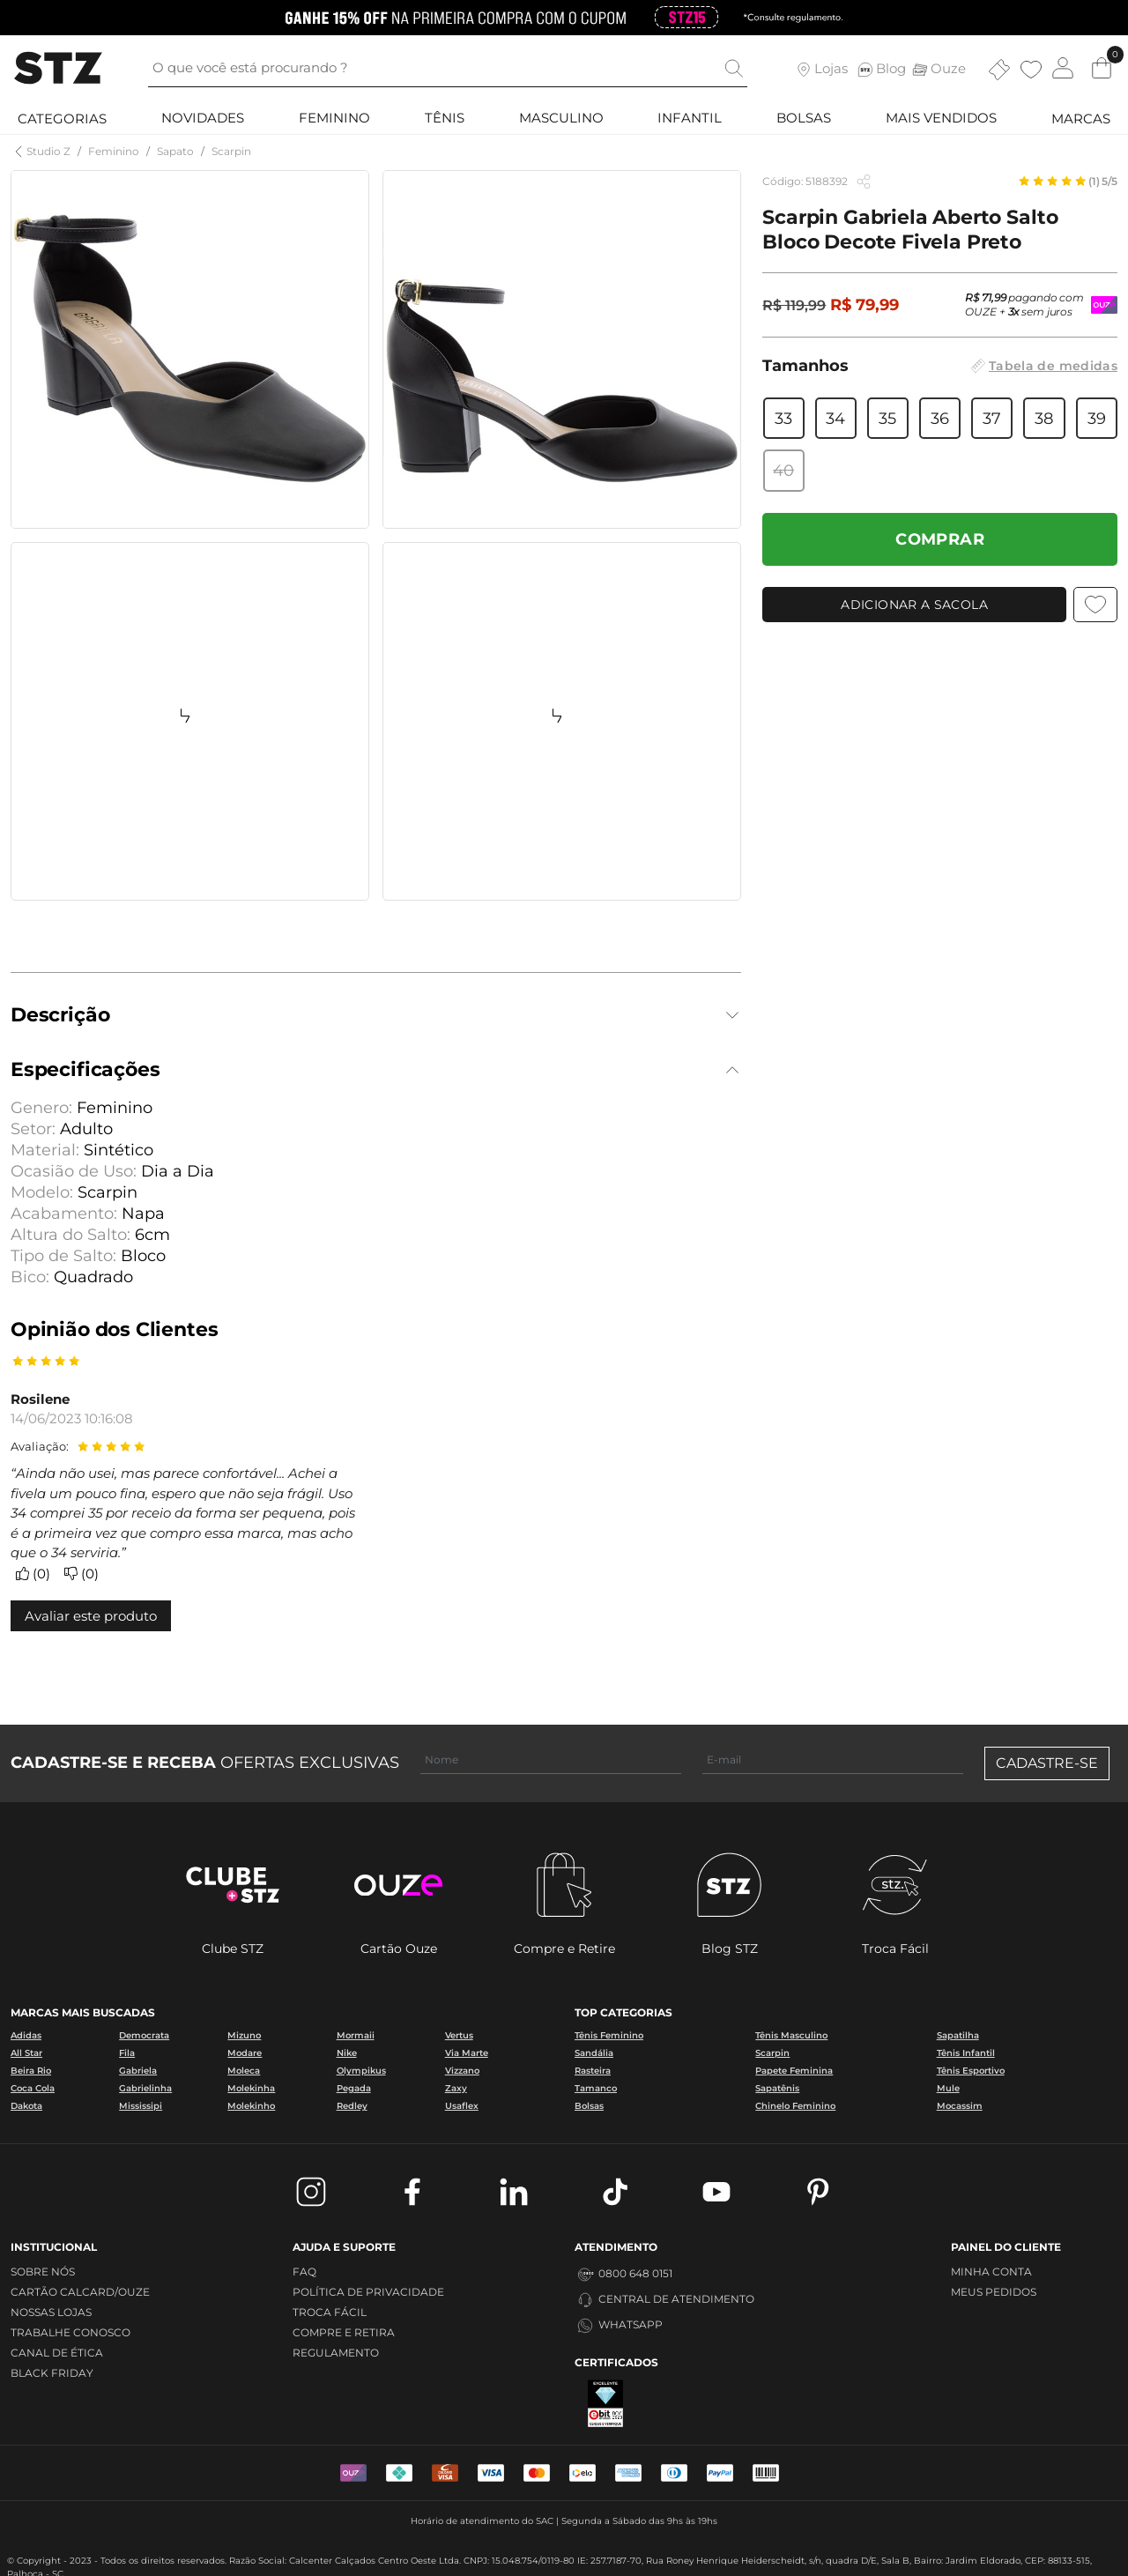 GANHE 15% OFF NA PRIMEIRA COMPRA COM O CUPOM STZ15 *Consulte regulamento.
STZ
O que você está procurando ?
Lojas
Blog
Ouze
0
CATEGORIAS
NOVIDADES
FEMININO
TÊNIS
MASCULINO
INFANTIL
BOLSAS
MAIS VENDIDOS
MARCAS
Studio Z / Feminino / Sapato / Scarpin
Código: 5188392
(1) 5/5
Scarpin Gabriela Aberto Salto
Bloco Decote Fivela Preto
R$ 119,99 R$ 79,99
R$ 71,99 pagando com
OUZE + 3x sem juros
Tamanhos
Tabela de medidas
33
34
35
36
37
38
39
40
COMPRAR
ADICIONAR A SACOLA
Descrição
Especificações
Genero: Feminino
Setor: Adulto
Material: Sintético
Ocasião de Uso: Dia a Dia
Modelo: Scarpin
Acabamento: Napa
Altura do Salto: 6cm
Tipo de Salto: Bloco
Bico: Quadrado
Opinião dos Clientes
Rosilene
14/06/2023 10:16:08
Avaliação:
“Ainda não usei, mas parece confortável... Achei a
fivela um pouco fina, espero que não seja frágil. Uso
34 comprei 35 por receio da forma ser pequena, pois
é a primeira vez que compro essa marca, mas acho
que o 34 serviria.”
(0) (0)
Avaliar este produto
CADASTRE-SE E RECEBA OFERTAS EXCLUSIVAS
Nome
E-mail
CADASTRE-SE
CLUBE
+STZ
ouze
STZ
stz.
Clube STZ
Cartão Ouze
Compre e Retire
Blog STZ
Troca Fácil
MARCAS MAIS BUSCADAS
Adidas Democrata Mizuno Mormaii Vertus
All Star Fila Modare Nike Via Marte
Beira Rio Gabriela Moleca Olympikus Vizzano
Coca Cola Gabrielinha Molekinha Pegada Zaxy
Dakota Mississipi Molekinho Redley Usaflex
TOP CATEGORIAS
Tênis Feminino Tênis Masculino Sapatilha
Sandália Scarpin Tênis Infantil
Rasteira Papete Feminina Tênis Esportivo
Tamanco Sapatênis Mule
Bolsas Chinelo Feminino Mocassim
INSTITUCIONAL
SOBRE NÓS
CARTÃO CALCARD/OUZE
NOSSAS LOJAS
TRABALHE CONOSCO
CANAL DE ÉTICA
BLACK FRIDAY
AJUDA E SUPORTE
FAQ
POLÍTICA DE PRIVACIDADE
TROCA FÁCIL
COMPRE E RETIRA
REGULAMENTO
ATENDIMENTO
0800 648 0151
CENTRAL DE ATENDIMENTO
WHATSAPP
CERTIFICADOS
EXCELENTE
PAINEL DO CLIENTE
MINHA CONTA
MEUS PEDIDOS
VISA
elo
PayPal
Horário de atendimento do SAC | Segunda a Sábado das 9hs às 19hs
© Copyright - 2023 - Todos os direitos reservados. Razão Social: Calcenter Calçados Centro Oeste Ltda. CNPJ: 15.048.754/0119-80 IE: 257.7187-70, Rua Roney Henrique Heiderscheidt, s/n, quadra D/E, Sala B, Bairro: Jardim Eldorado, CEP: 88133-515,
Palhoça - SC